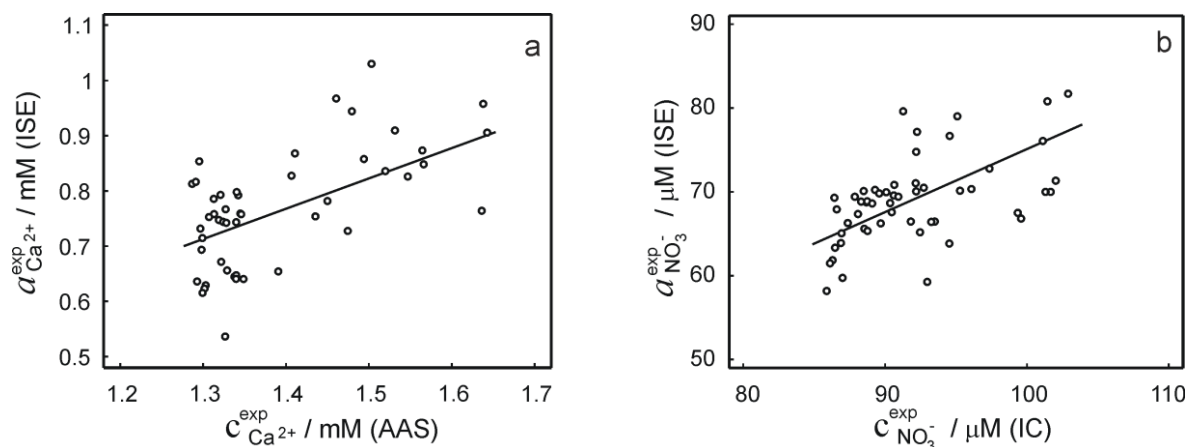 a
1.1
1
0.9
0.8
0.7
0.6
0.5
1.2 1.3 1.4 1.5 1.6 1.7
a^exp_Ca2+ / mM (ISE)
c^exp_Ca2+ / mM (AAS)
b
90
80
70
60
50
80 90 100 110
a^exp_NO3- / μM (ISE)
c^exp_NO3- / μM (IC)